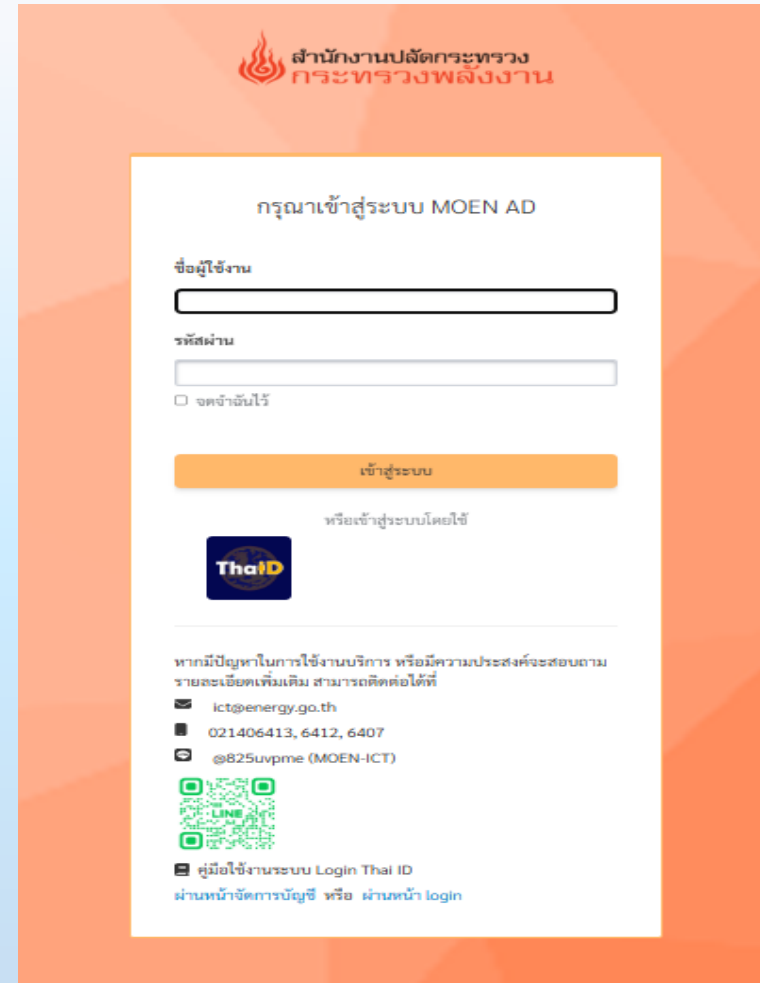 สำนักงานปลัดกระทรวง
กระทรวงพลังงาน
กรุณาเข้าสู่ระบบ MOEN AD
ชื่อผู้ใช้งาน
รหัสผ่าน
จดจำฉันไว้
เข้าสู่ระบบ
หรือเข้าสู่ระบบโดยใช้
ThaID
หากมีปัญหาในการใช้งานบริการ หรือมีความประสงค์จะสอบถาม
รายละเอียดเพิ่มเติม สามารถติดต่อได้ที่
ict@energy.go.th
021406413, 6412, 6407
@825uvpme (MOEN-ICT)
LINE
คู่มือใช้งานระบบ Login Thai ID
ผ่านหน้าจัดการบัญชี หรือ ผ่านหน้า login